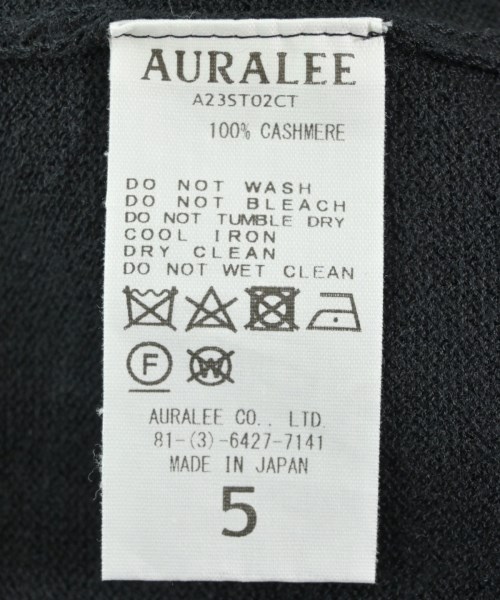 AURALEE
A23ST02CT
100% CASHMERE
DO NOT WASH
DO NOT BLEACH
DO NOT TUMBLE DRY
COOL IRON
DRY CLEAN
DO NOT WET CLEAN
F W
AURALEE CO., LTD.
81-(3)-6427-7141
MADE IN JAPAN
5